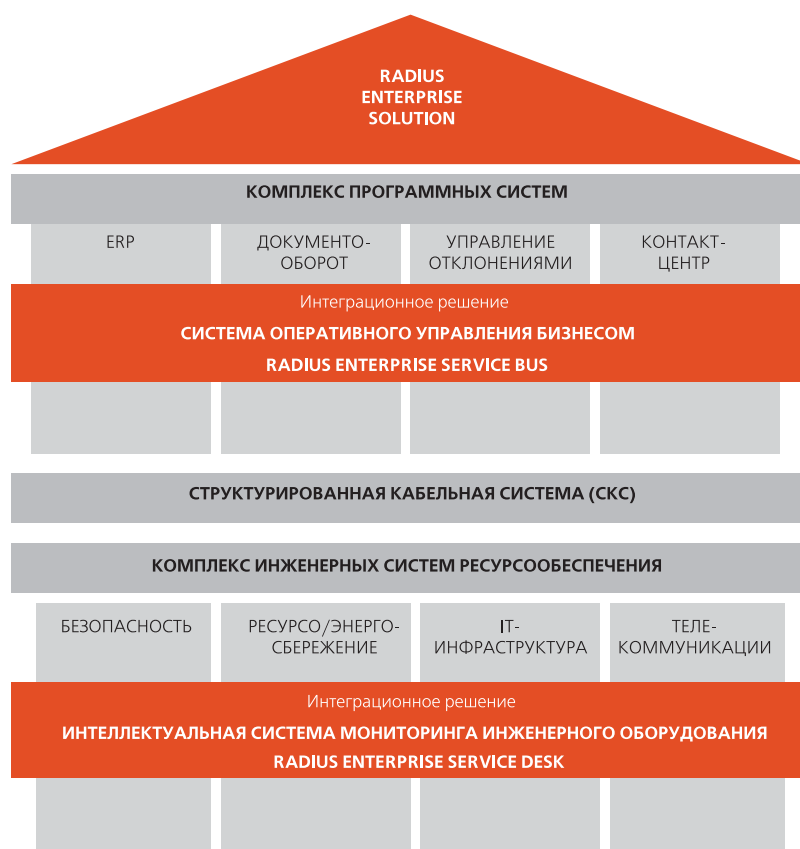 RADIUS
ENTERPRISE
SOLUTION
КОМПЛЕКС ПРОГРАММНЫХ СИСТЕМ
ERP
ДОКУМЕНТО-
ОБОРОТ
УПРАВЛЕНИЕ
ОТКЛОНЕНИЯМИ
КОНТАКТ-
ЦЕНТР
Интеграционное решение
СИСТЕМА ОПЕРАТИВНОГО УПРАВЛЕНИЯ БИЗНЕСОМ
RADIUS ENTERPRISE SERVICE BUS
СТРУКТУРИРОВАННАЯ КАБЕЛЬНАЯ СИСТЕМА (СКС)
КОМПЛЕКС ИНЖЕНЕРНЫХ СИСТЕМ РЕСУРСООБЕСПЕЧЕНИЯ
БЕЗОПАСНОСТЬ
РЕСУРСО/ЭНЕРГО-
СБЕРЕЖЕНИЕ
IT-
ИНФРАСТРУКТУРА
ТЕЛЕ-
КОММУНИКАЦИИ
Интеграционное решение
ИНТЕЛЛЕКТУАЛЬНАЯ СИСТЕМА МОНИТОРИНГА ИНЖЕНЕРНОГО ОБОРУДОВАНИЯ
RADIUS ENTERPRISE SERVICE DESK